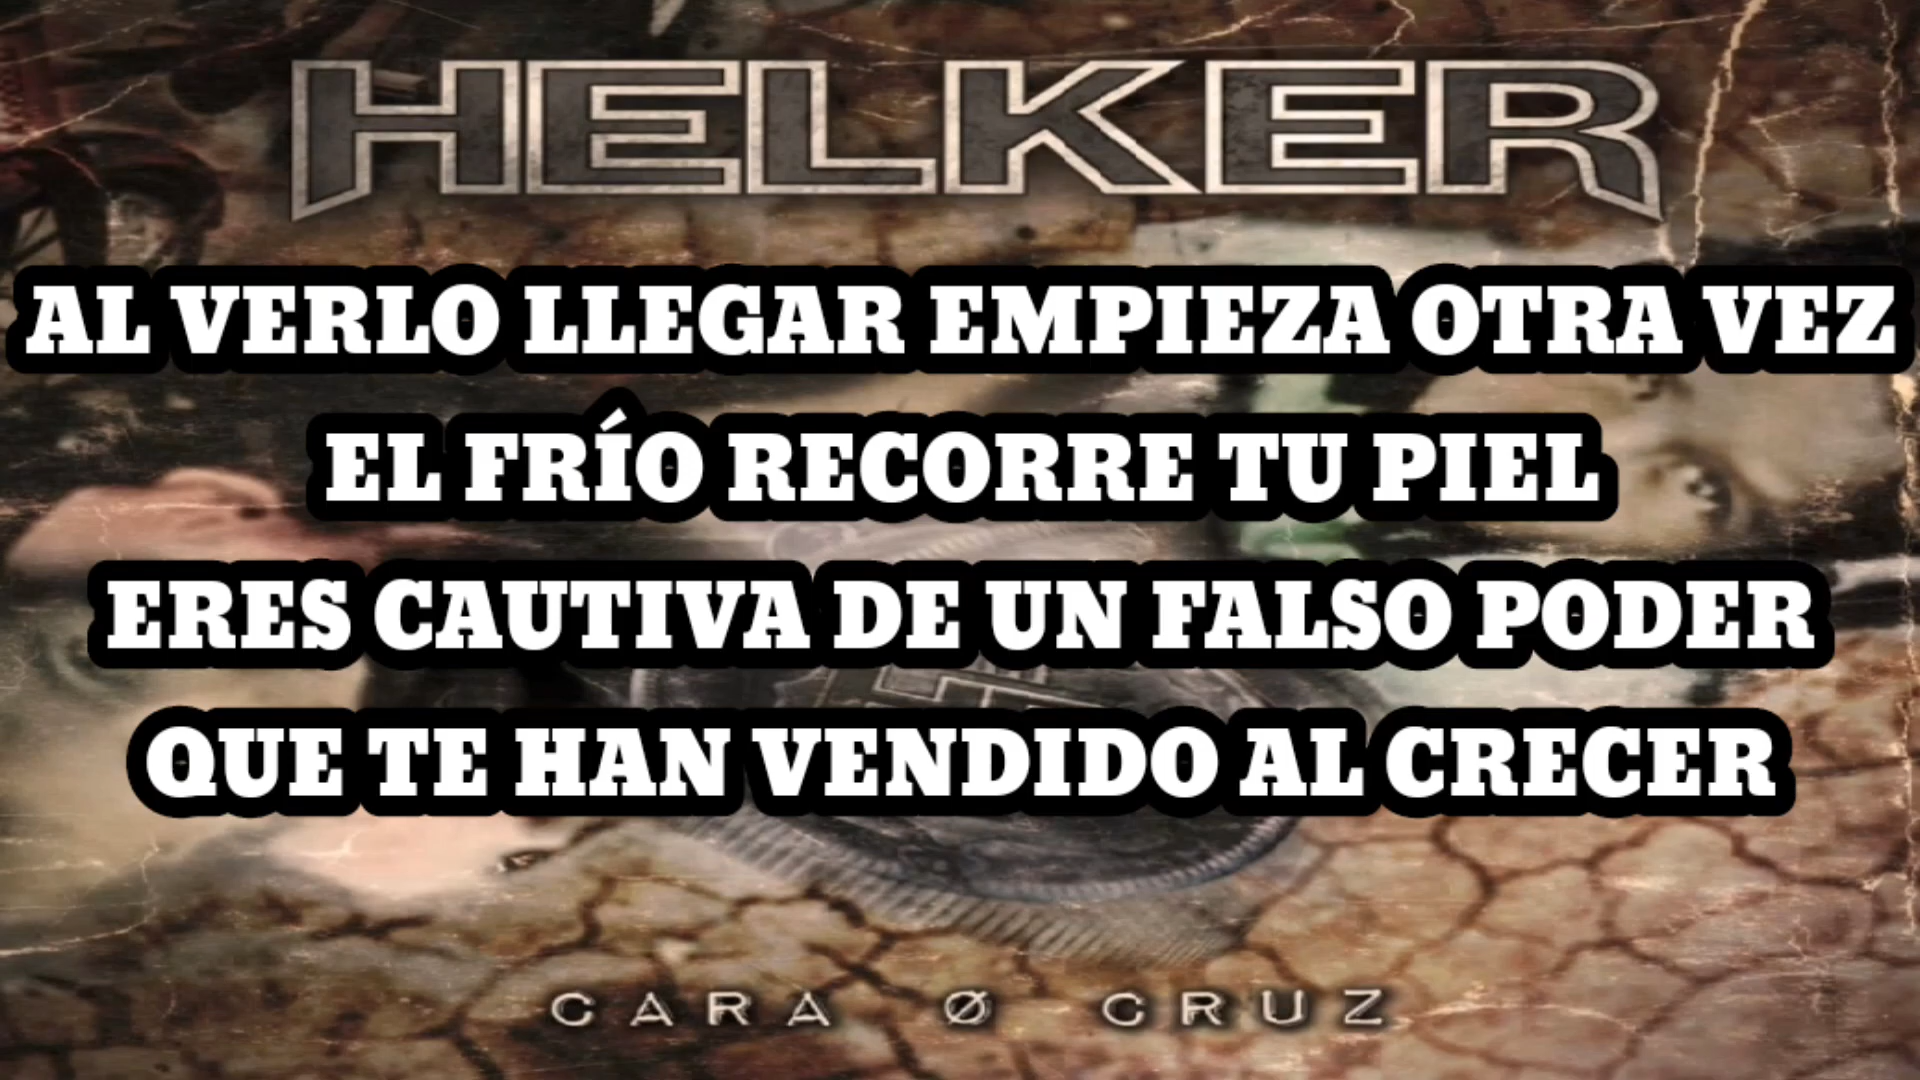 HELKER
AL VERLO LLEGAR EMPIEZA OTRA VEZ
EL FRÍO RECORRE TU PIEL
ERES CAUTIVA DE UN FALSO PODER
QUE TE HAN VENDIDO AL CRECER
CARA Ø CRUZ